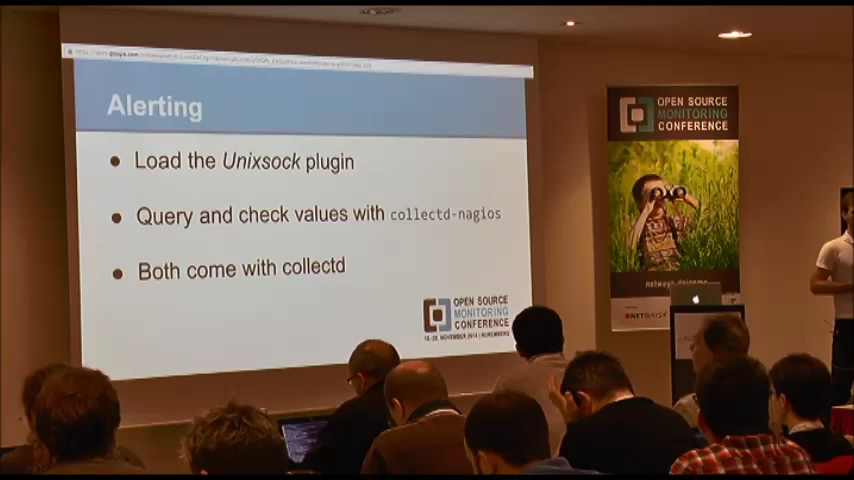 Alerting
● Load the Unixsock plugin
● Query and check values with collectd-nagios
● Both come with collectd
OPEN SOURCE
MONITORING
CONFERENCE
OPEN SOURCE
MONITORING
CONFERENCE